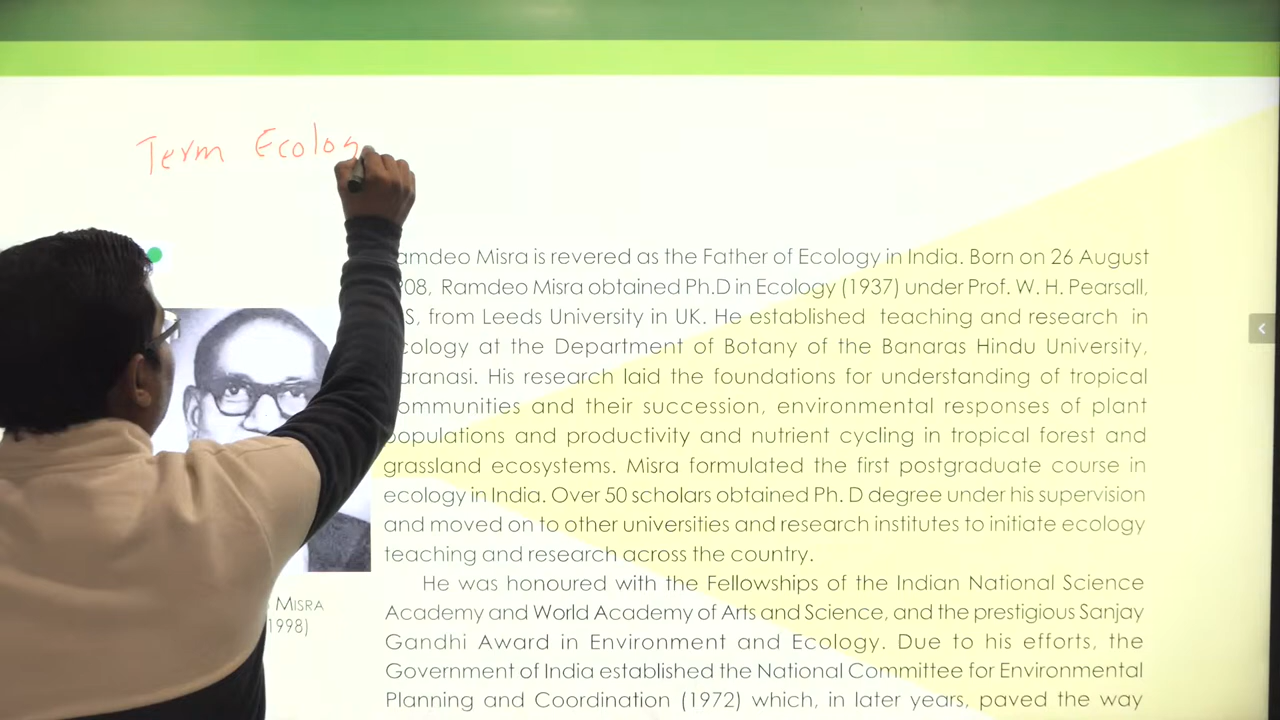 Term Ecolog
amdeo Misra is revered as the Father of Ecology in India. Born on 26 August
08, Ramdeo Misra obtained Ph.D in Ecology (1937) under Prof. W. H. Pearsall,
S, from Leeds University in UK. He established teaching and research in
cology at the Department of Botany of the Banaras Hindu University,
aranasi. His research laid the foundations for understanding of tropical
ommunities and their succession, environmental responses of plant
populations and productivity and nutrient cycling in tropical forest and
grassland ecosystems. Misra formulated the first postgraduate course in
ecology in India. Over 50 scholars obtained Ph. D degree under his supervision
and moved on to other universities and research institutes to initiate ecology
teaching and research across the country.
He was honoured with the Fellowships of the Indian National Science
Academy and World Academy of Arts and Science, and the prestigious Sanjay
Gandhi Award in Environment and Ecology. Due to his efforts, the
Government of India established the National Committee for Environmental
Planning and Coordination (1972) which, in later years, paved the way
MISRA
1998)